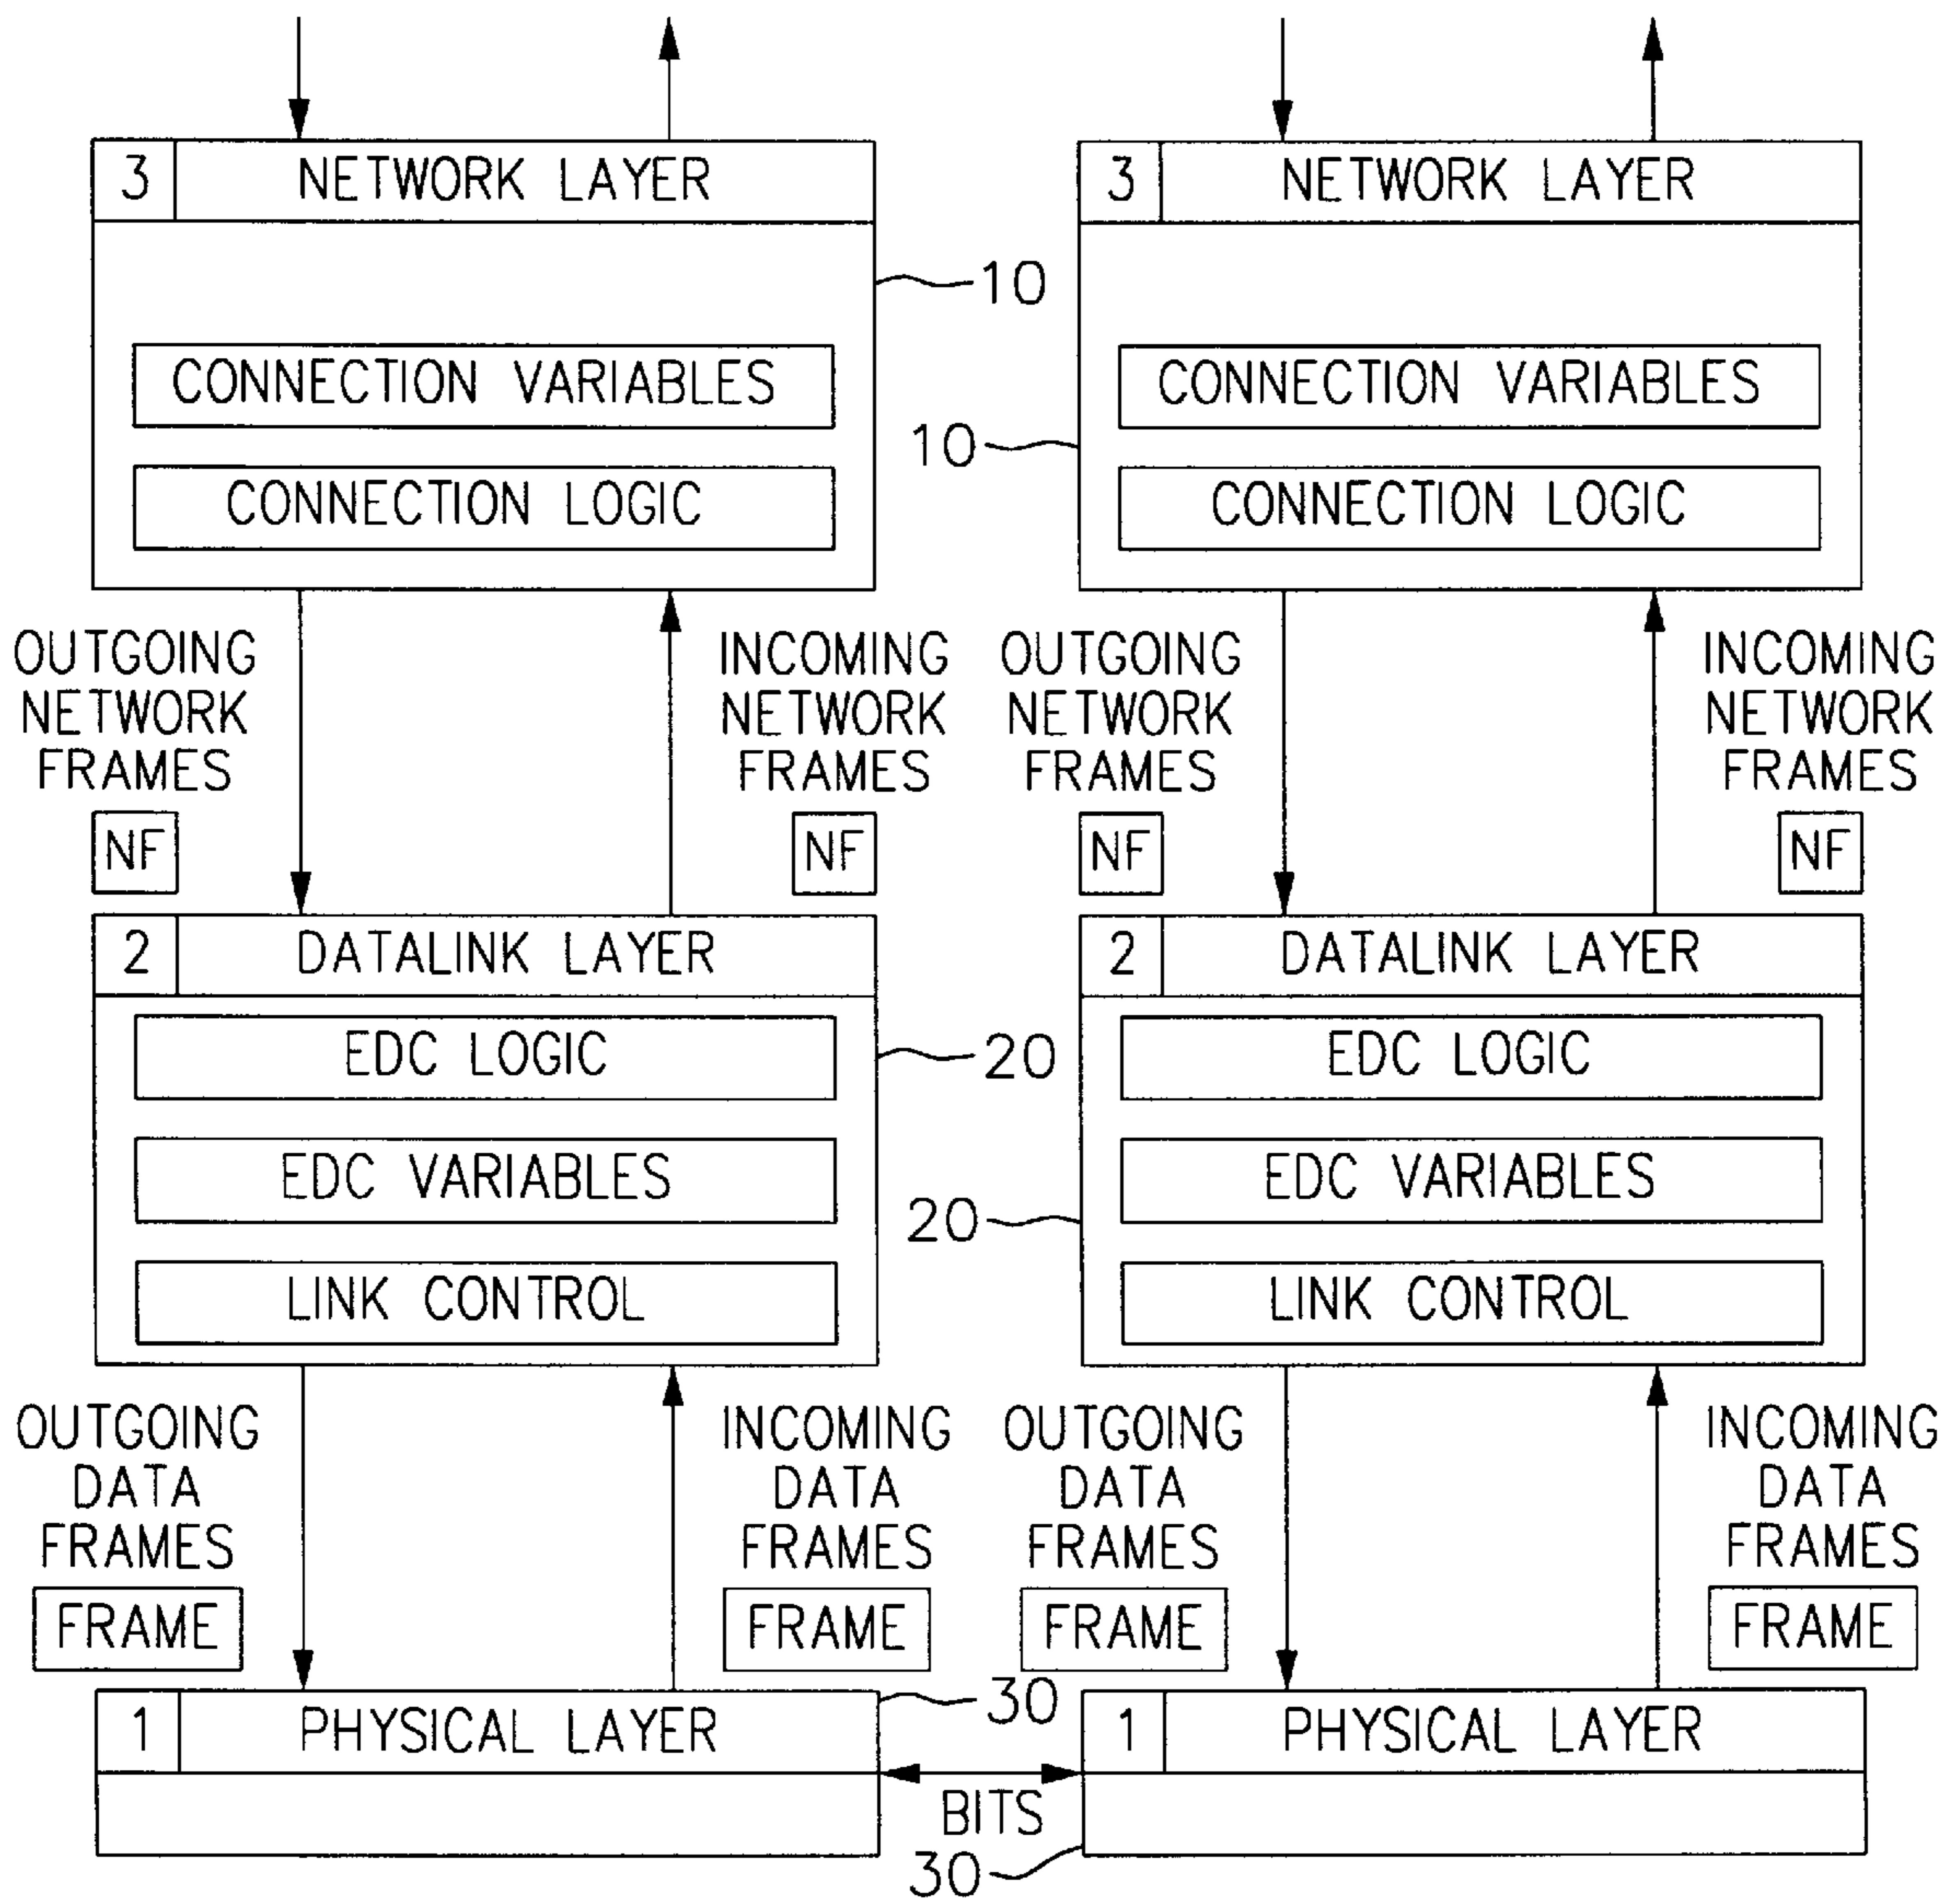 3 NETWORK LAYER
CONNECTION VARIABLES
CONNECTION LOGIC
10
3 NETWORK LAYER
CONNECTION VARIABLES
CONNECTION LOGIC
10
OUTGOING
NETWORK
FRAMES
NF
INCOMING
NETWORK
FRAMES
NF
OUTGOING
NETWORK
FRAMES
NF
INCOMING
NETWORK
FRAMES
NF
2 DATALINK LAYER
EDC LOGIC
EDC VARIABLES
LINK CONTROL
20
2 DATALINK LAYER
EDC LOGIC
EDC VARIABLES
LINK CONTROL
20
OUTGOING
DATA
FRAMES
FRAME
INCOMING
DATA
FRAMES
FRAME
OUTGOING
DATA
FRAMES
FRAME
INCOMING
DATA
FRAMES
FRAME
1 PHYSICAL LAYER
30
1 PHYSICAL LAYER
BITS
30